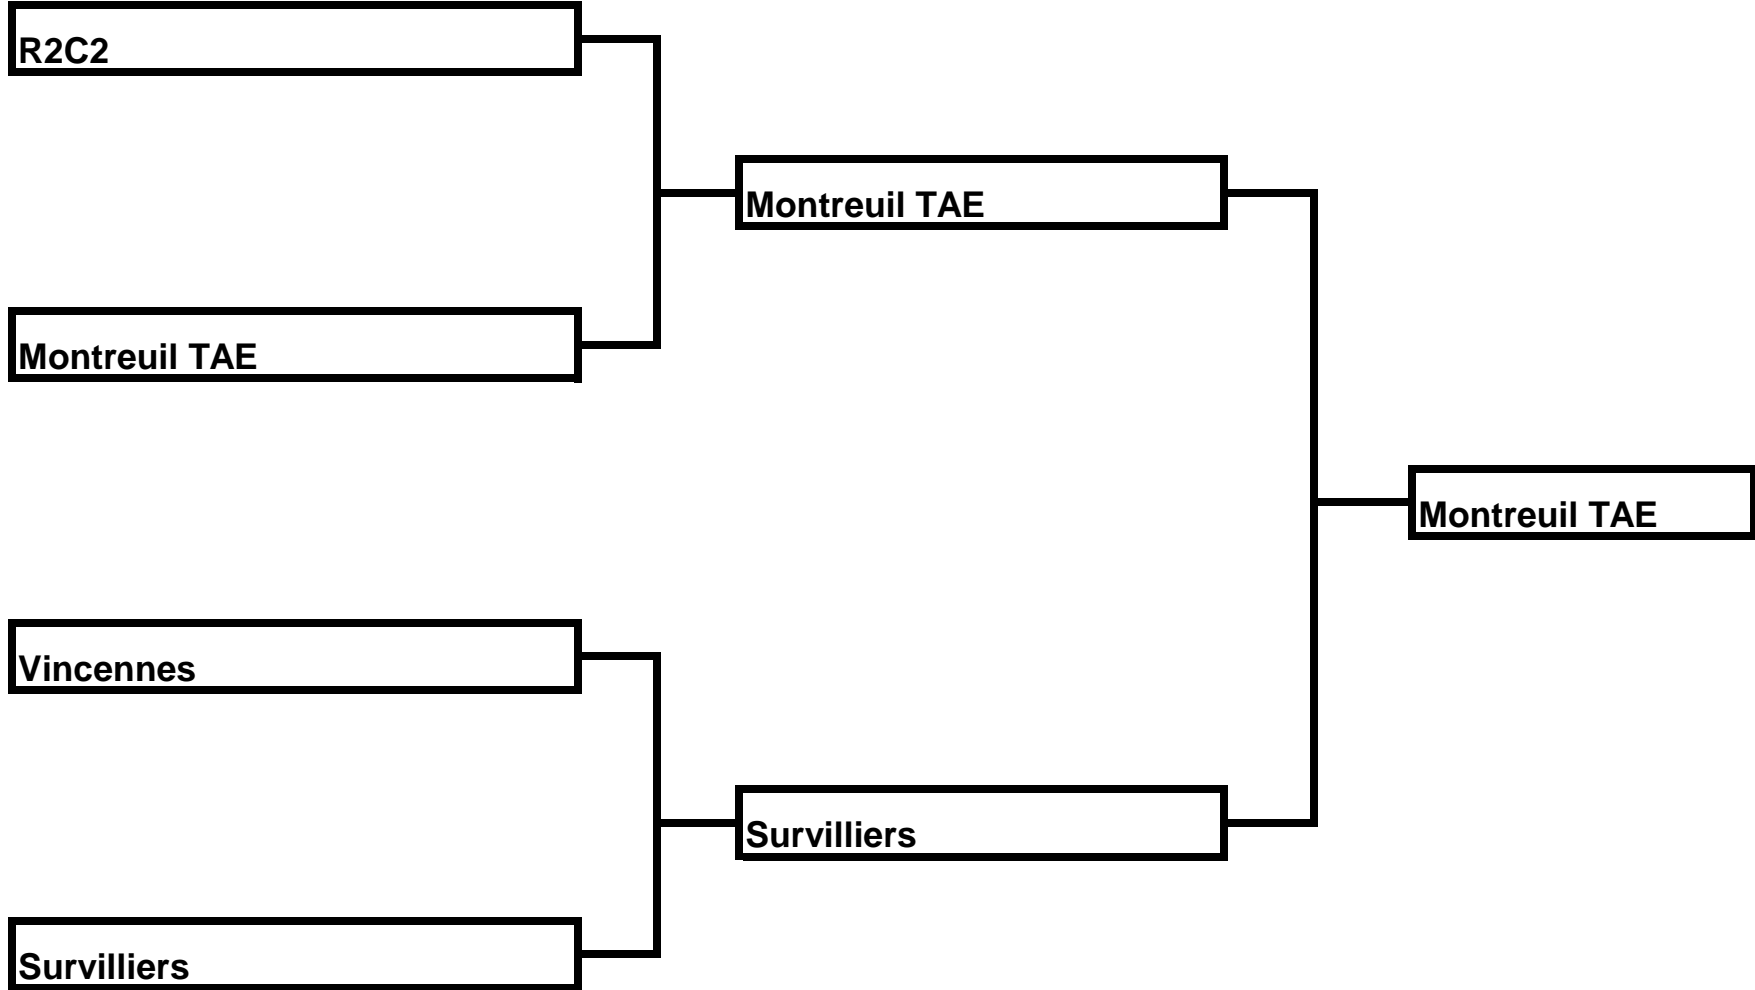 R2C2
Montreuil TAE
Montreuil TAE
Montreuil TAE
Vincennes
Survilliers
Survilliers